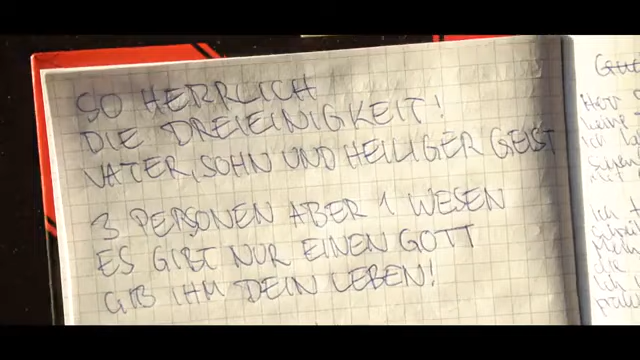 SO HERRLICH
DIE DREIEINIGKEIT!
VATER, SOHN UND HEILIGER GEIST
3 PERSONEN ABER 1 WESEN
ES GIBT NUR EINEN GOTT
GIB IHM DEIN LEBEN!
Ich